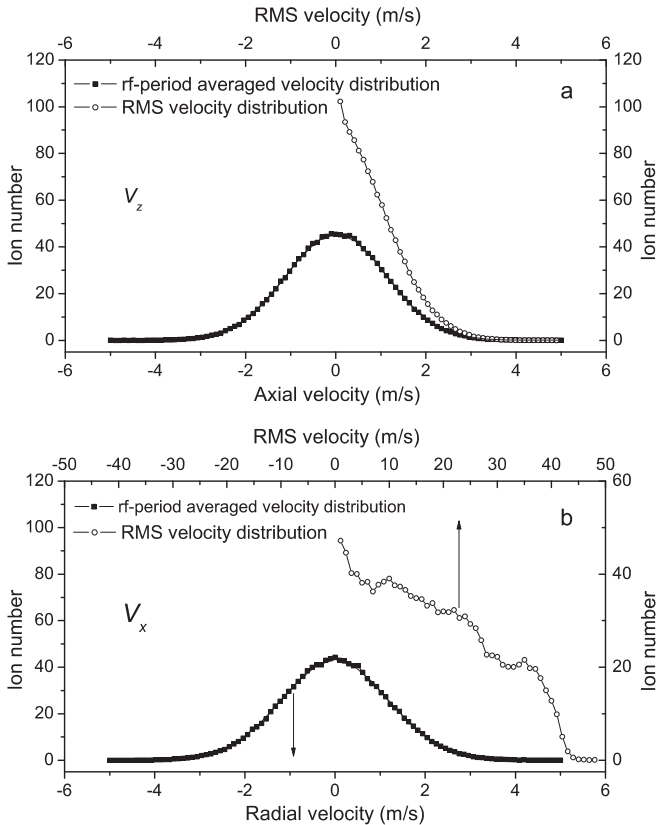 RMS velocity (m/s)
-6 -4 -2 0 2 4 6
120 120
rf-period averaged velocity distribution a
100 RMS velocity distribution 100
80 80
V_z
60 60
40 40
20 20
0 0
Ion number
Ion number
-6 -4 -2 0 2 4 6
Axial velocity (m/s)
RMS velocity (m/s)
-50 -40 -30 -20 -10 0 10 20 30 40 50
120 60
rf-period averaged velocity distribution b
100 RMS velocity distribution 50
80 40
V_x
60 30
40 20
20 10
0 0
Ion number
Ion number
-6 -4 -2 0 2 4 6
Radial velocity (m/s)